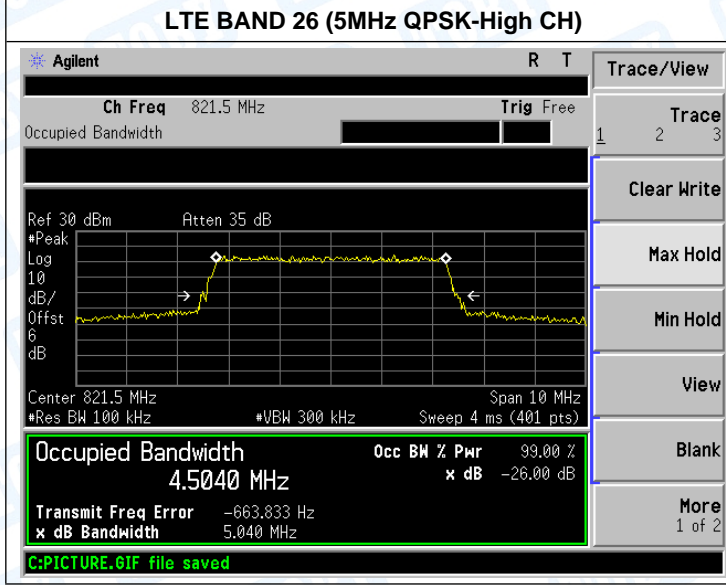 LTE BAND 26 (5MHz QPSK-High CH)
Agilent R T
Trace/View
Ch Freq 821.5 MHz Trig Free
Occupied Bandwidth
Trace
1 2 3
Clear Write
Max Hold
Min Hold
View
Blank
More
1 of 2
Ref 30 dBm Atten 35 dB
#Peak
Log
10
dB/
Offst
6
dB
Center 821.5 MHz Span 10 MHz
#Res BW 100 kHz #VBW 300 kHz Sweep 4 ms (401 pts)
Occupied Bandwidth Occ BW % Pwr 99.00 %
4.5040 MHz x dB -26.00 dB
Transmit Freq Error -663.833 Hz
x dB Bandwidth 5.040 MHz
C:PICTURE.GIF file saved